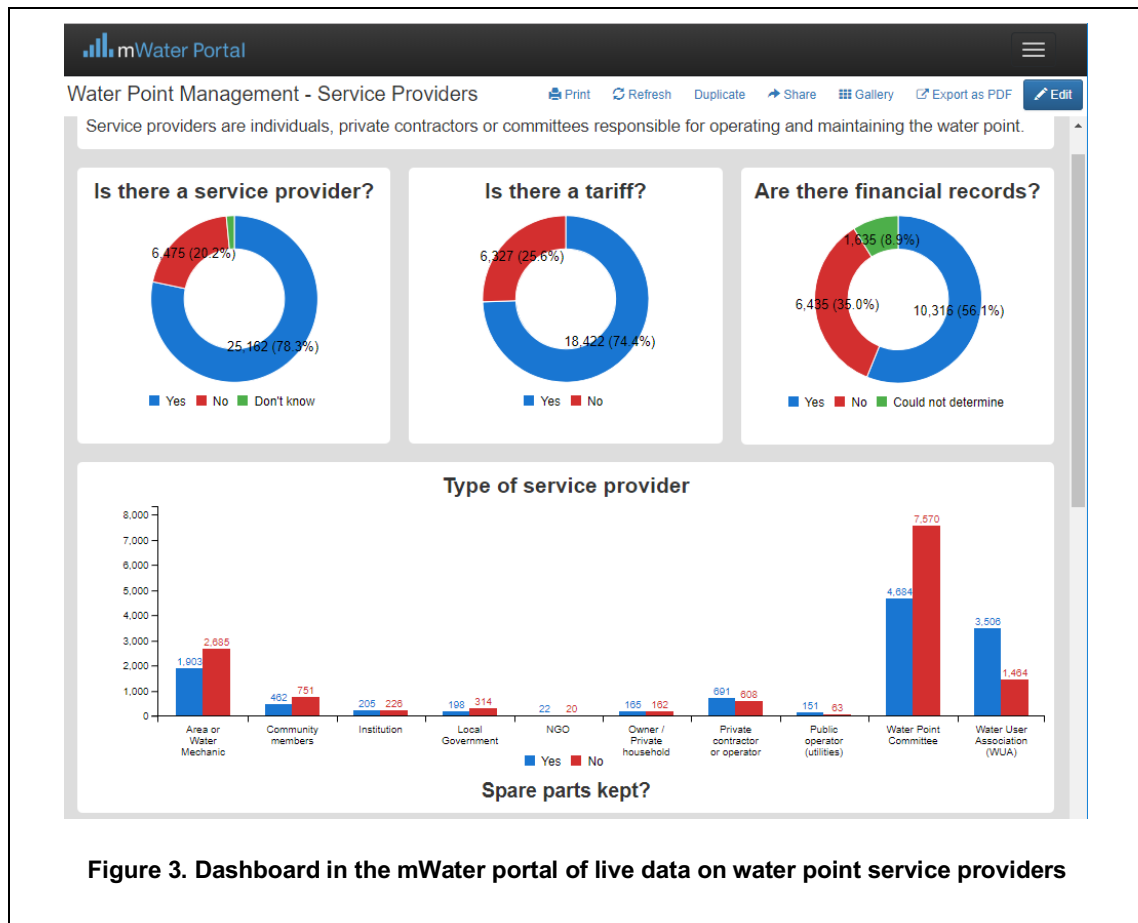 mWater Portal
Water Point Management - Service Providers
Print Refresh Duplicate Share Gallery Export as PDF Edit
Service providers are individuals, private contractors or committees responsible for operating and maintaining the water point.
Is there a service provider?
6,475 (20.2%)
25,162 (78.3%)
Yes No Don't know
Is there a tariff?
6,327 (25.6%)
18,422 (74.4%)
Yes No
Are there financial records?
1,635 (8.9%)
6,435 (35.0%)
10,316 (56.1%)
Yes No Could not determine
Type of service provider
8,000
7,000
6,000
5,000
4,000
3,000
2,000
1,000
0
1,903 2,685
462 751
205 226
198 314
22 20
165 162
691 608
151 63
4,684 7,570
3,506 1,464
Area or
Water
Mechanic
Community
members
Institution
Local
Government
NGO
Owner /
Private
household
Private
contractor
or operator
Public
operator
(utilities)
Water Point
Committee
Water User
Association
(WUA)
Yes No
Spare parts kept?
Figure 3. Dashboard in the mWater portal of live data on water point service providers